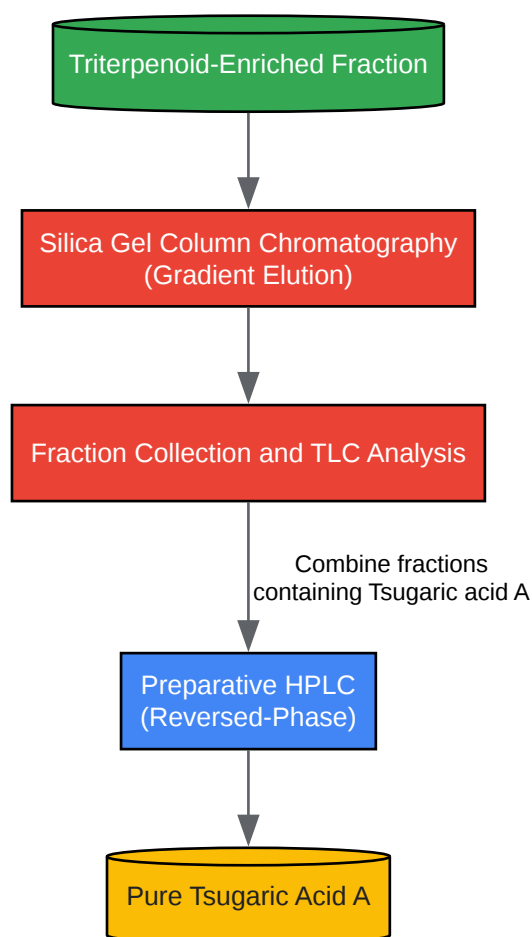 Triterpenoid-Enriched Fraction
Silica Gel Column Chromatography
(Gradient Elution)
Fraction Collection and TLC Analysis
Combine fractions
containing Tsugaric acid A
Preparative HPLC
(Reversed-Phase)
Pure Tsugaric Acid A